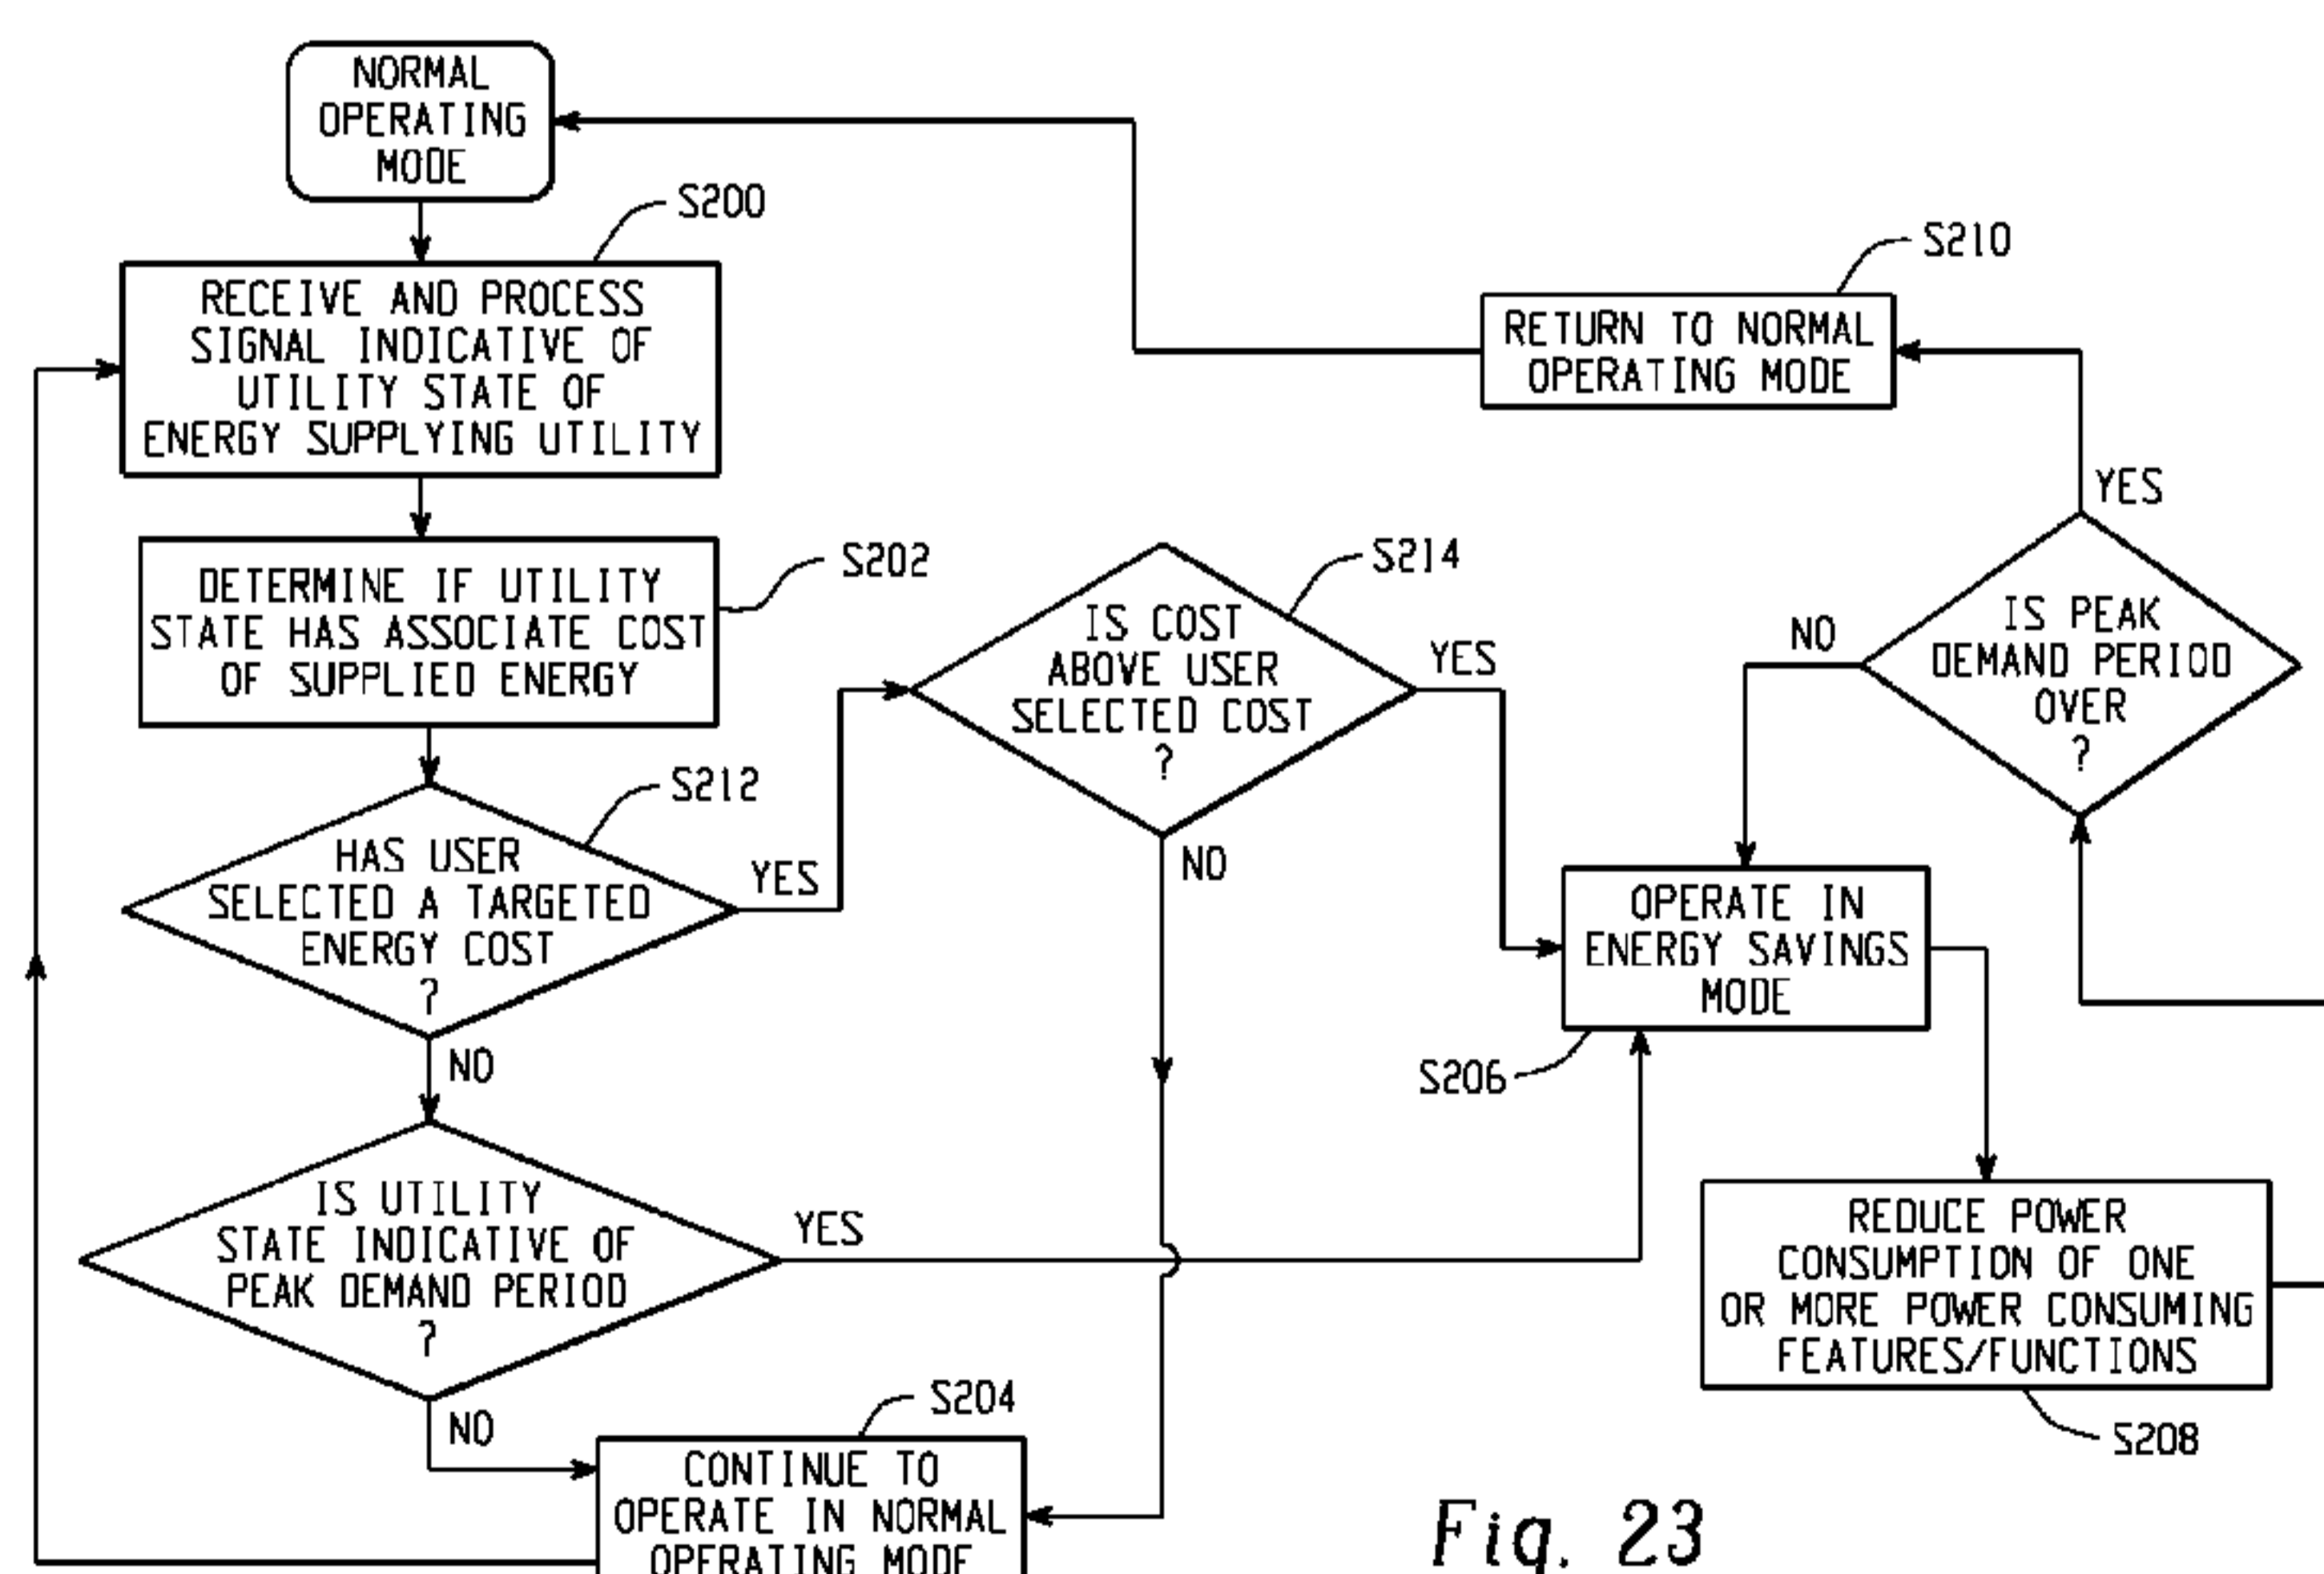 NORMAL
OPERATING
MODE
S200
RECEIVE AND PROCESS
SIGNAL INDICATIVE OF
UTILITY STATE OF
ENERGY SUPPLYING UTILITY
S210
RETURN TO NORMAL
OPERATING MODE
S202
DETERMINE IF UTILITY
STATE HAS ASSOCIATE COST
OF SUPPLIED ENERGY
S214
IS COST
ABOVE USER
SELECTED COST
?
YES
NO
YES
IS PEAK
DEMAND PERIOD
OVER
?
NO
S212
HAS USER
SELECTED A TARGETED
ENERGY COST
?
YES
NO
OPERATE IN
ENERGY SAVINGS
MODE
S206
IS UTILITY
STATE INDICATIVE OF
PEAK DEMAND PERIOD
?
YES
NO
REDUCE POWER
CONSUMPTION OF ONE
OR MORE POWER CONSUMING
FEATURES/FUNCTIONS
S208
S204
CONTINUE TO
OPERATE IN NORMAL
OPERATING MODE
Fig. 23